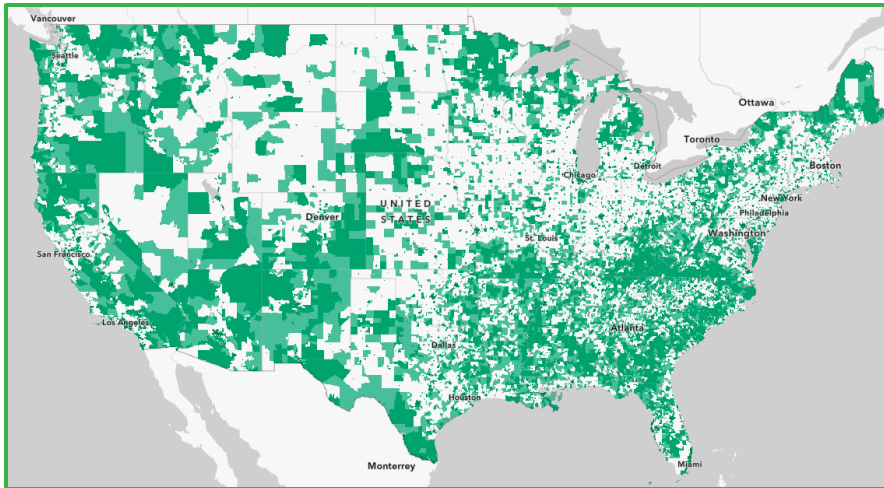 Vancouver
Seattle
Ottawa
Toronto
Boston
Detroit
Chicago
New York
Philadelphia
UNITED
STATES
Denver
Washington
St. Louis
San Francisco
Los Angeles
Atlanta
Dallas
Houston
Monterrey
Miami